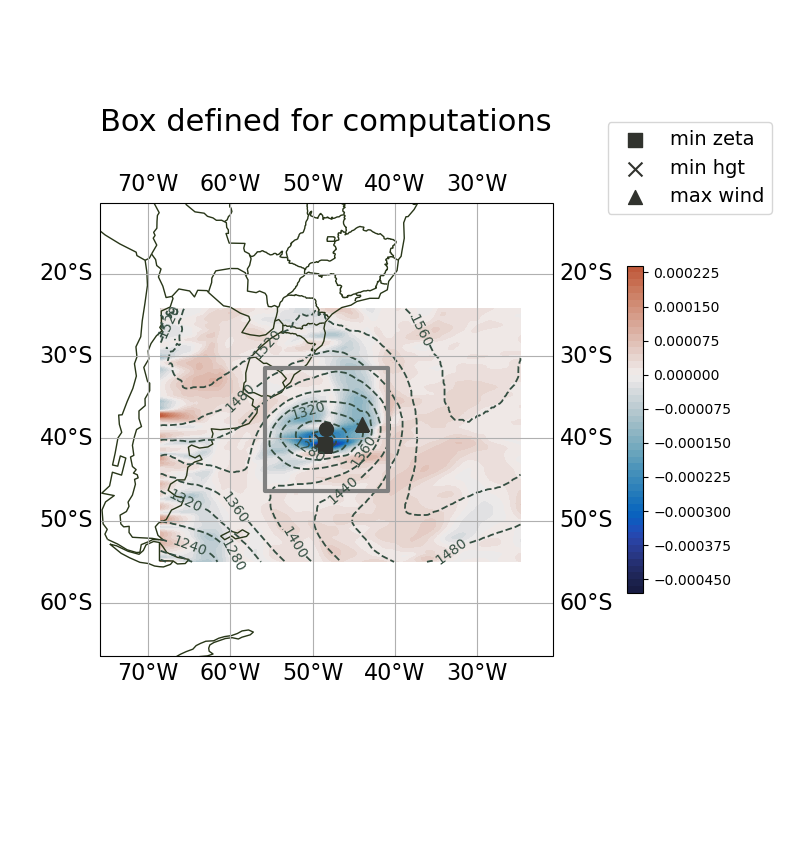 Box defined for computations
min zeta
min hgt
max wind
70°W 60°W 50°W 40°W 30°W
20°S 20°S
30°S 30°S
40°S 40°S
50°S 50°S
60°S 60°S
70°W 60°W 50°W 40°W 30°W
1520
1560
1480
1320
1360
1440
1320
1360
1400
1240
1280
1480
0.000225
0.000150
0.000075
0.000000
−0.000075
−0.000150
−0.000225
−0.000300
−0.000375
−0.000450